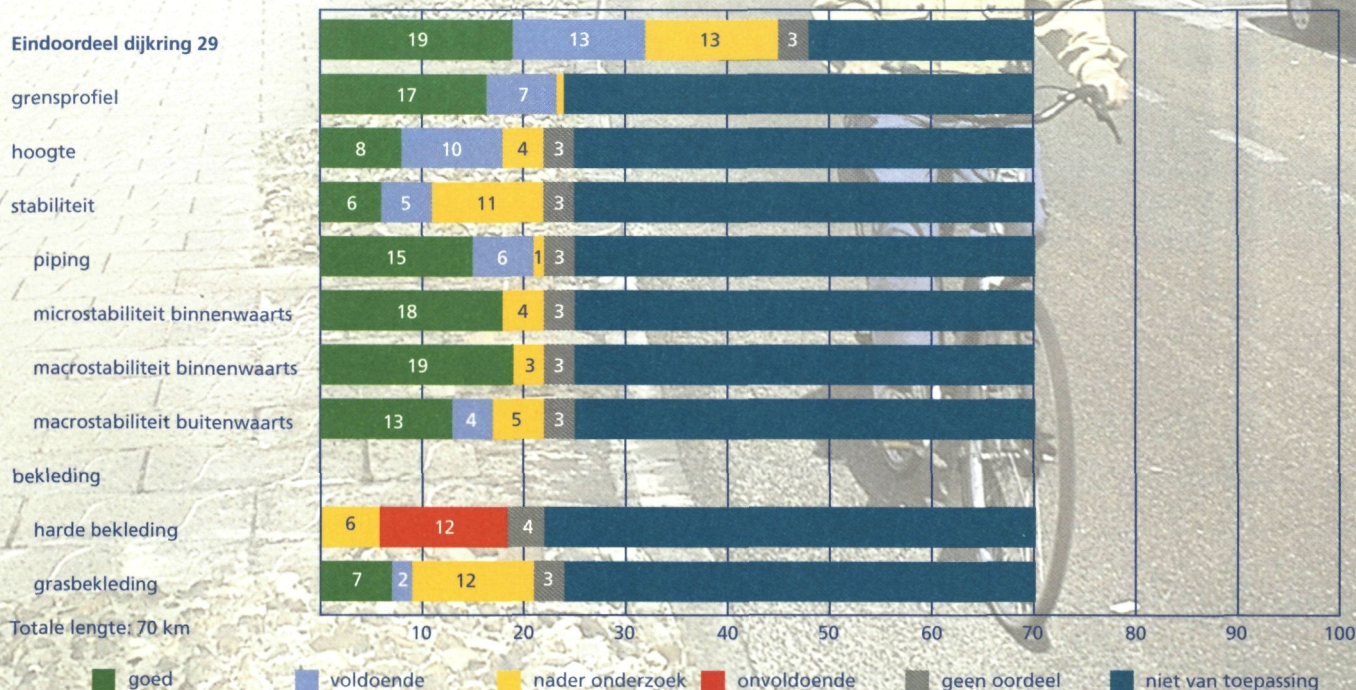 Eindoordeel dijkring 29 19 13 13 3
grensprofiel 17 7
hoogte 8 10 4 3
stabiliteit 6 5 11 3
piping 15 6 1 3
microstabiliteit binnenwaarts 18 4 3
macrostabiliteit binnenwaarts 19 3 3
macrostabiliteit buitenwaarts 13 4 5 3
bekleding
harde bekleding 6 12 4
grasbekleding 7 2 12 3
Totale lengte: 70 km 10 20 30 40 50 60 70 80 90 100
goed voldoende nader onderzoek onvoldoende geen oordeel niet van toepassing